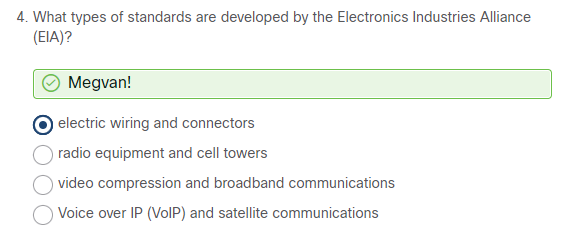 4. What types of standards are developed by the Electronics Industries Alliance
(EIA)?
Megvan!
electric wiring and connectors
radio equipment and cell towers
video compression and broadband communications
Voice over IP (VoIP) and satellite communications